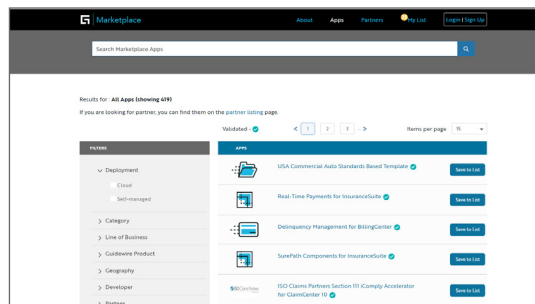 Marketplace
About Apps Partners My List Login | Sign Up
Search Marketplace Apps
Results for : All Apps (showing 419)
If you are looking for partner, you can find them on the partner listing page.
Validated -
< 1 2 3 ... >
Items per page 15
FILTERS
APPS
Deployment
Cloud
Self-managed
Category
Line of Business
Guidewire Product
Geography
Developer
Partner
USA Commercial Auto Standards Based Template
Save to List
Real-Time Payments for InsuranceSuite
Save to List
Delinquency Management for BillingCenter
Save to List
SurePath Components for InsuranceSuite
Save to List
ISO Claims Partners Section 111 iComply Accelerator
for ClaimCenter 10
Save to List